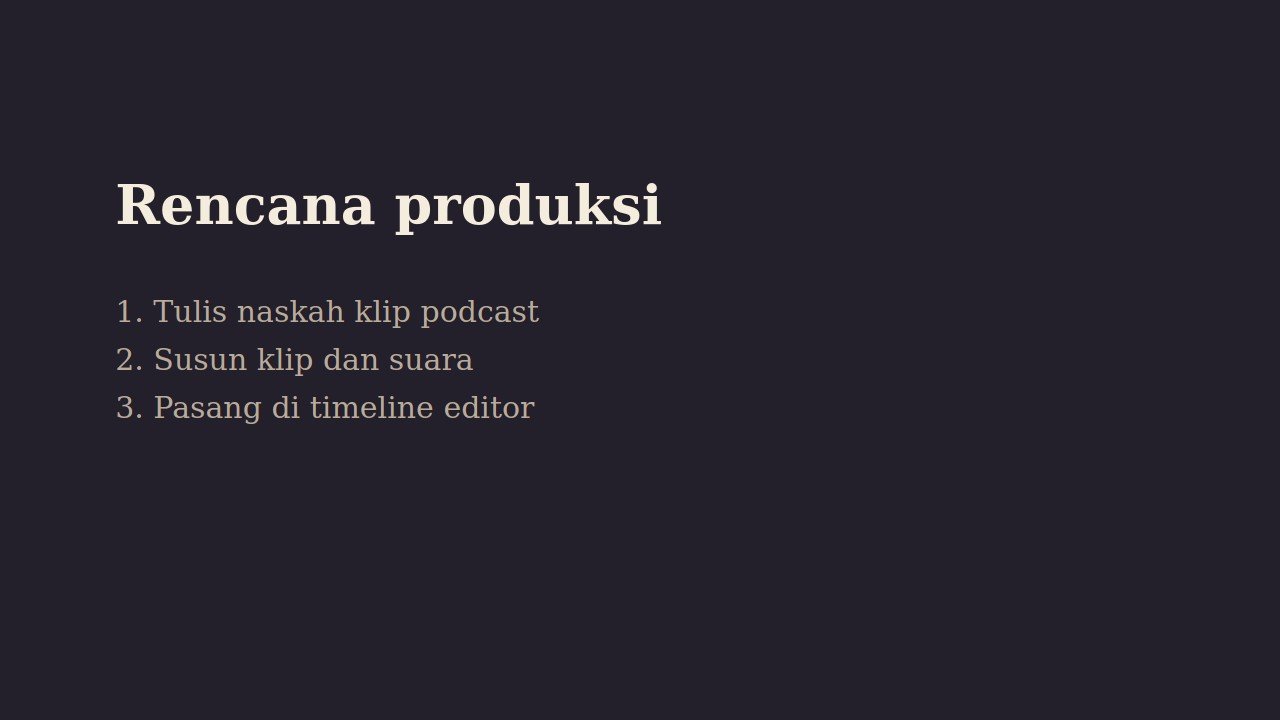 Rencana produksi
1. Tulis naskah klip podcast
2. Susun klip dan suara
3. Pasang di timeline editor